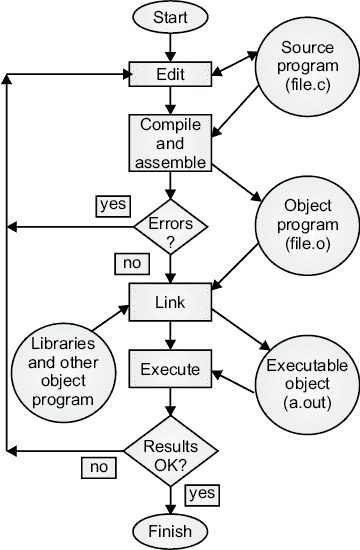 Start
Edit
Source
program
(file.c)
Compile
and
assemble
yes
Errors
?
Object
program
(file.o)
no
Link
Libraries
and other
object
program
Execute
Executable
object
(a.out)
Results
OK?
no
yes
Finish